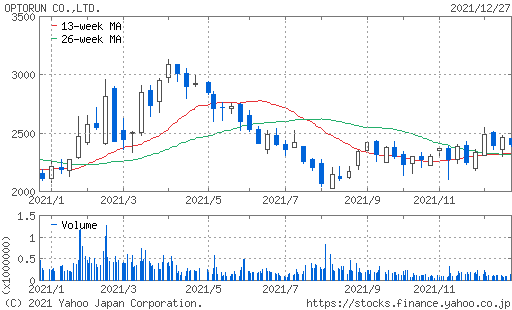 OPTORUN CO.,LTD. 2021/12/27
3500
13-week MA
26-week MA
3000
2500
2000
2021/1 2021/3 2021/5 2021/7 2021/9 2021/11
1.5
Volume
1
0.5
0
(x1000000)
2021/1 2021/3 2021/5 2021/7 2021/9 2021/11
(C) 2021 Yahoo Japan Corporation. https://stocks.finance.yahoo.co.jp/